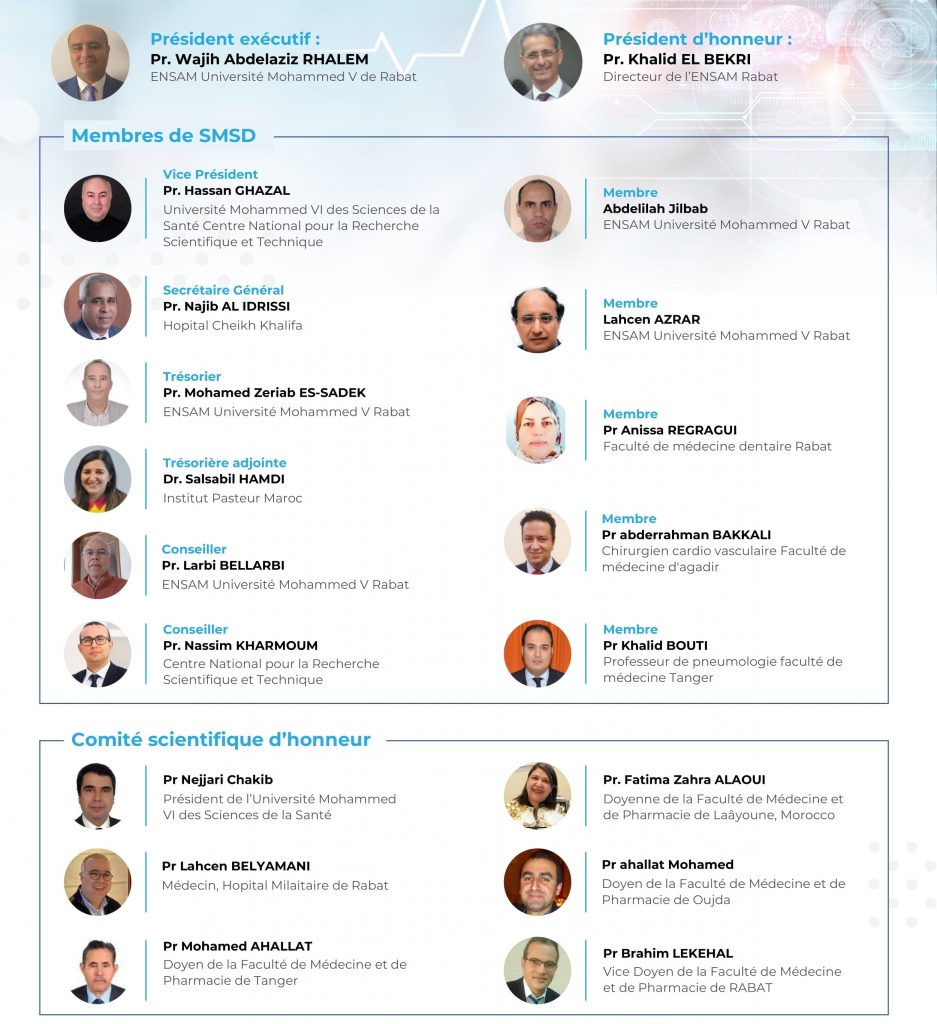 Président exécutif :
Pr. Wajih Abdelaziz RHALEM
ENSAM Université Mohammed V de Rabat
Président d’honneur :
Pr. Khalid EL BEKRI
Directeur de l’ENSAM Rabat
Membres de SMSD
Vice Président
Pr. Hassan GHAZAL
Université Mohammed VI des Sciences de la
Santé Centre National pour la Recherche
Scientifique et Technique
Secrétaire Général
Pr. Najib AL IDRISSI
Hopital Cheikh Khalifa
Trésorier
Pr. Mohamed Zeriab ES-SADEK
ENSAM Université Mohammed V Rabat
Trésorière adjointe
Dr. Salsabil HAMDI
Institut Pasteur Maroc
Conseiller
Pr. Larbi BELLARBI
ENSAM Université Mohammed V Rabat
Conseiller
Pr. Nassim KHARMOUM
Centre National pour la Recherche
Scientifique et Technique
Membre
Abdelilah Jilbab
ENSAM Université Mohammed V Rabat
Membre
Lahcen AZRAR
ENSAM Université Mohammed V Rabat
Membre
Pr Anissa REGRAGUI
Faculté de médecine dentaire Rabat
Membre
Pr abderrahman BAKKALI
Chirurgien cardio vasculaire Faculté de
médecine d'agadir
Membre
Pr Khalid BOUTI
Professeur de pneumologie faculté de
médecine Tanger
Comité scientifique d’honneur
Pr Nejjari Chakib
Président de l’Université Mohammed
VI des Sciences de la Santé
Pr Lahcen BELYAMANI
Médecin, Hopital Milaitaire de Rabat
Pr Mohamed AHALLAT
Doyen de la Faculté de Médecine et de
Pharmacie de Tanger
Pr. Fatima Zahra ALAOUI
Doyenne de la Faculté de Médecine et
de Pharmacie de Laâyoune, Morocco
Pr ahallat Mohamed
Doyen de la Faculté de Médecine et de
Pharmacie de Oujda
Pr Brahim LEKEHAL
Vice Doyen de la Faculté de Médecine
et de Pharmacie de RABAT